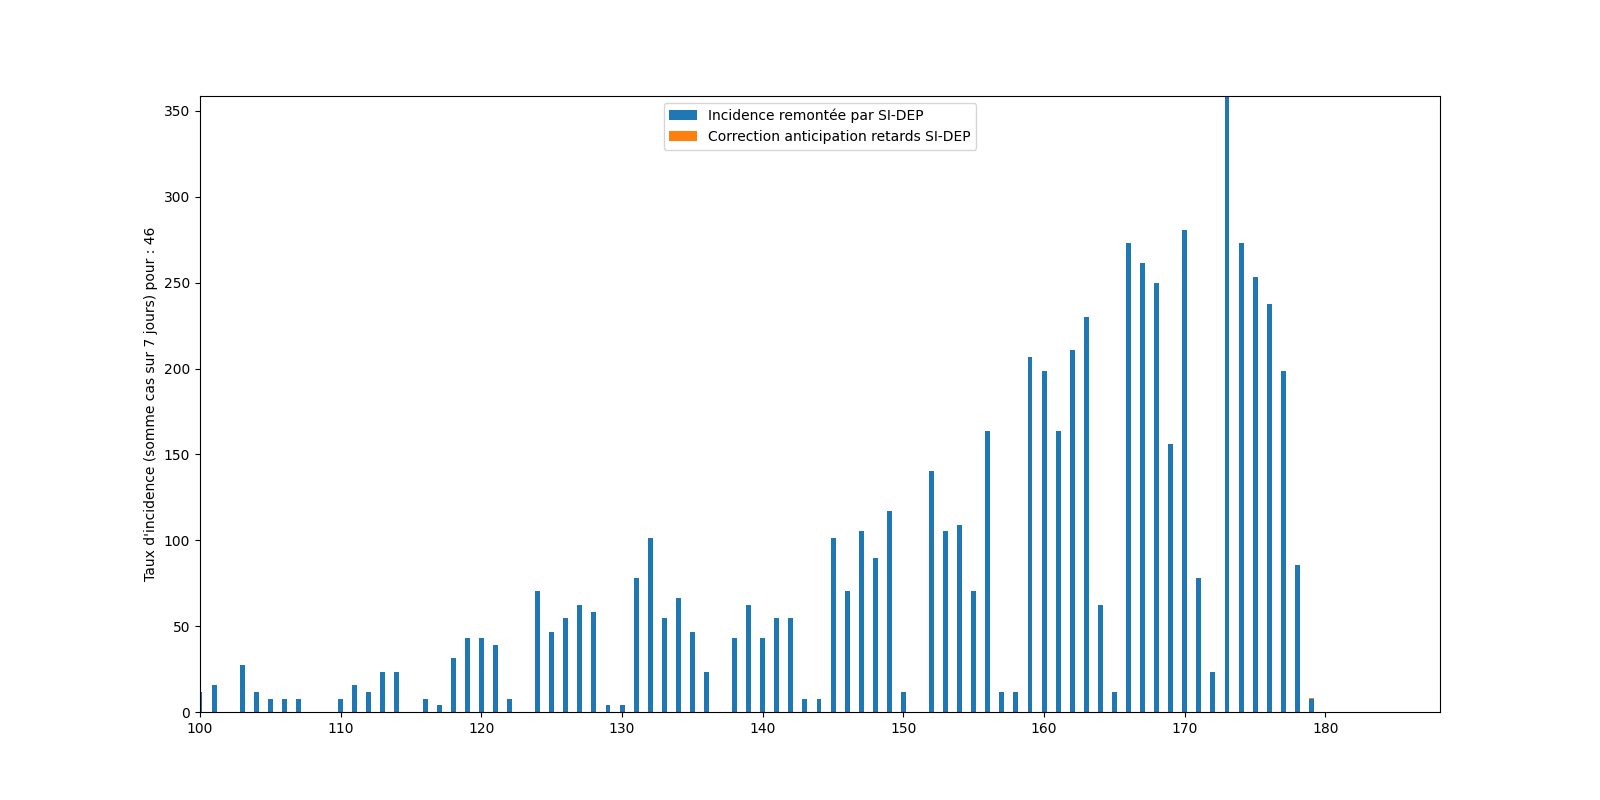 Incidence remontée par SI-DEP
Correction anticipation retards SI-DEP
Taux d'incidence (somme cas sur 7 jours) pour : 46
350
300
250
200
150
100
50
0
100 110 120 130 140 150 160 170 180